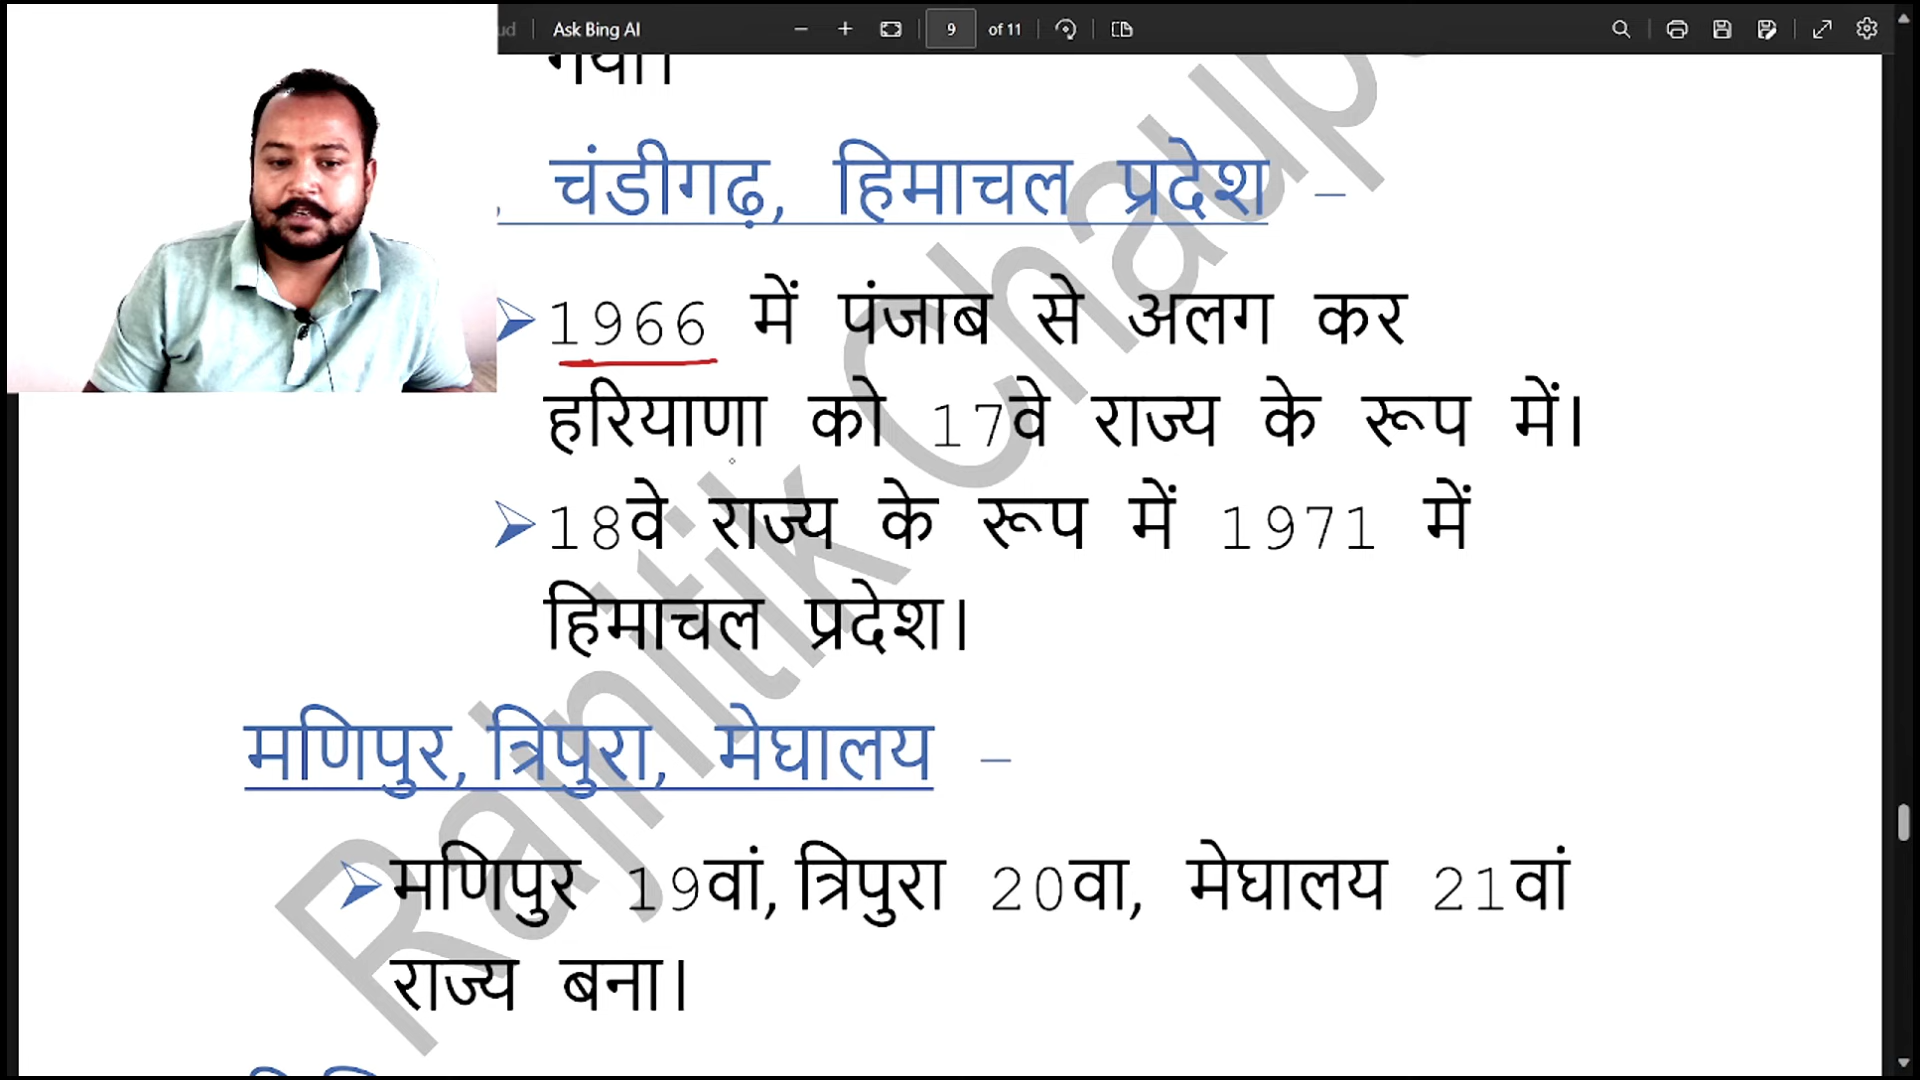 Ask Bing AI
9 of 11
चंडीगढ़, हिमाचल प्रदेश –
1966 में पंजाब से अलग कर
हरियाणा को 17वे राज्य के रूप में।
18वे राज्य के रूप में 1971 में
हिमाचल प्रदेश।
मणिपुर, त्रिपुरा, मेघालय –
मणिपुर 19वां, त्रिपुरा 20वा, मेघालय 21वां
राज्य बना।
Rajnitik